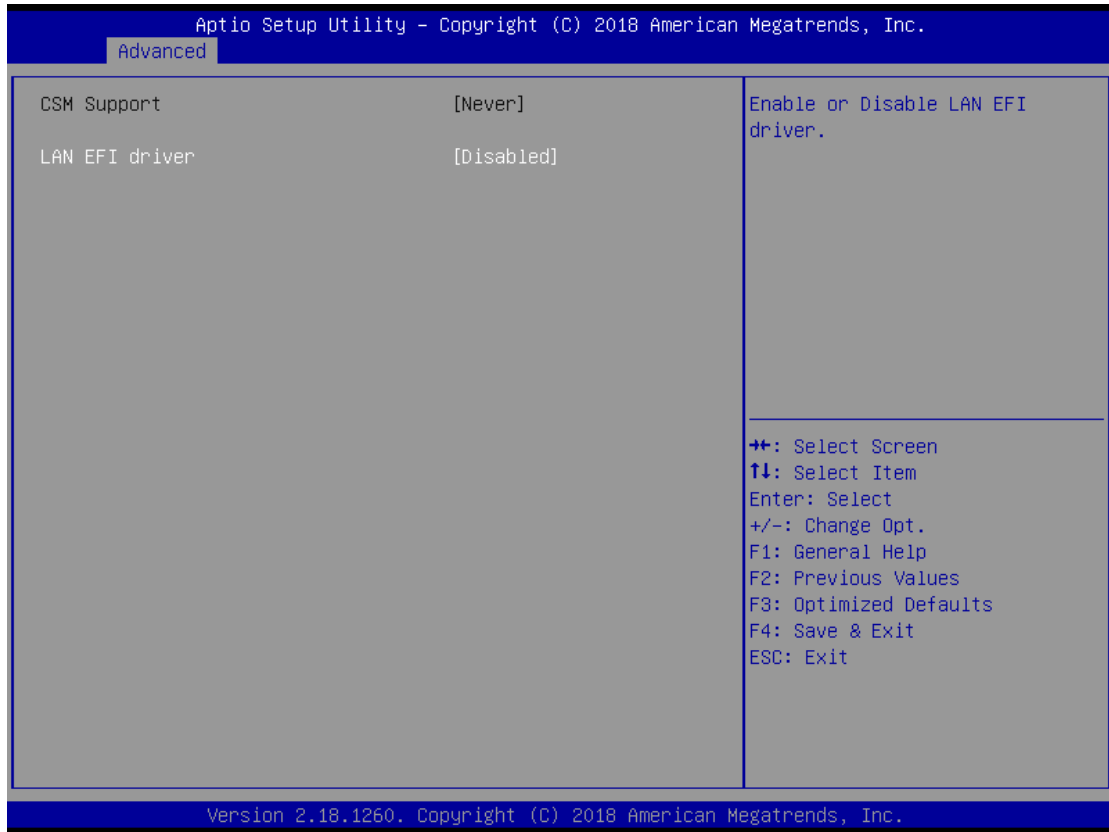 Aptio Setup Utility – Copyright (C) 2018 American Megatrends, Inc.
Advanced
CSM Support [Never]
LAN EFI driver [Disabled]
Enable or Disable LAN EFI
driver.
→←: Select Screen
↑↓: Select Item
Enter: Select
+/-: Change Opt.
F1: General Help
F2: Previous Values
F3: Optimized Defaults
F4: Save & Exit
ESC: Exit
Version 2.18.1260. Copyright (C) 2018 American Megatrends, Inc.